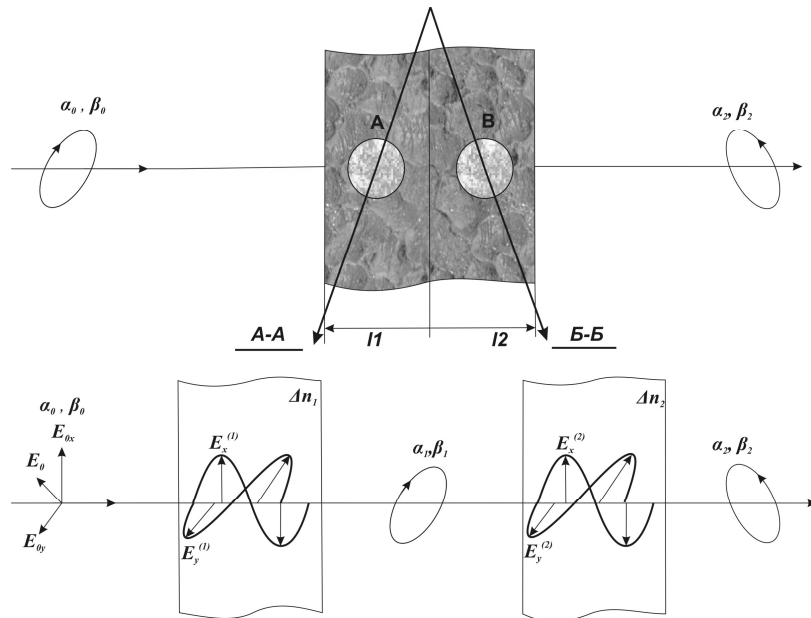 α₀ , β₀
A
B
α₂, β₂
А-А
l1
l2
Б-Б
α₀ , β₀
E₀ₓ
E₀
E₀ᵧ
Δn₁
Eₓ⁽¹⁾
Eᵧ⁽¹⁾
α₁,β₁
Δn₂
Eₓ⁽²⁾
Eᵧ⁽²⁾
α₂, β₂